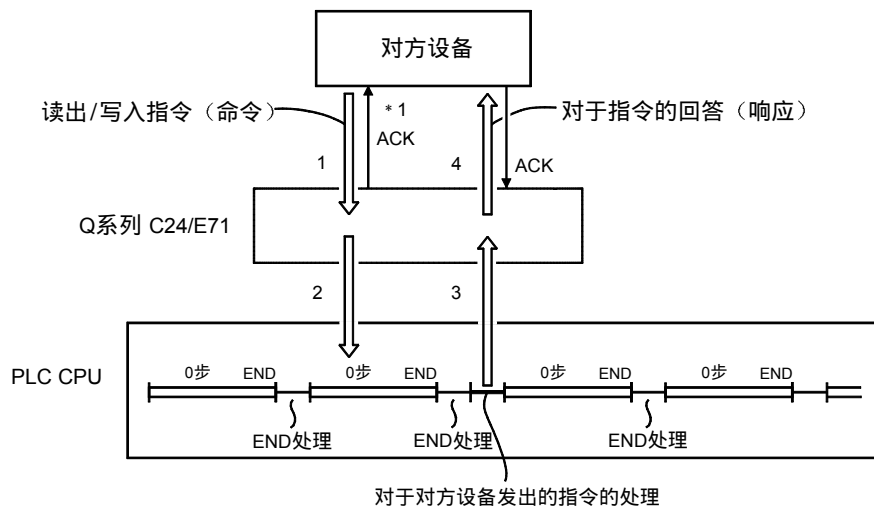 对方设备
读出/写入指令（命令）
*1
ACK
对于指令的回答（响应）
1
4
ACK
Q系列 C24/E71
2
3
PLC CPU
0步 END 0步 END 0步 END 0步 END
END处理 END处理 END处理
对于对方设备发出的指令的处理